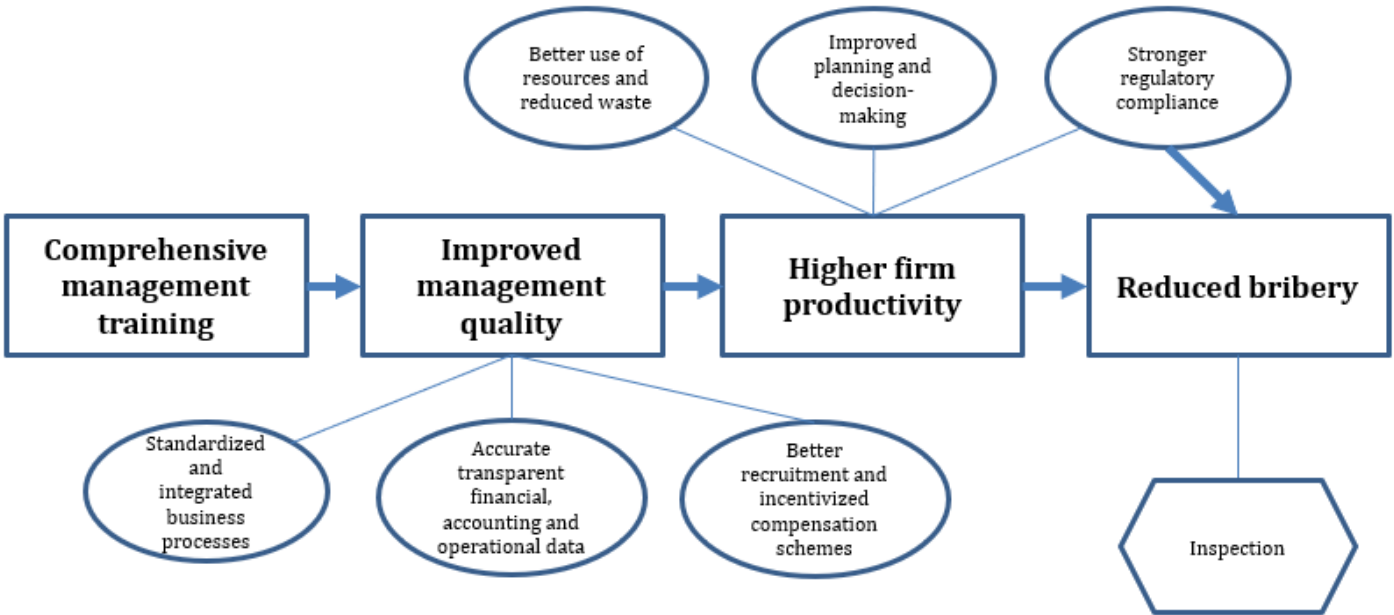 Better use of
resources and
reduced waste
Improved
planning and
decision-
making
Stronger
regulatory
compliance
Comprehensive
management
training
Improved
management
quality
Higher firm
productivity
Reduced bribery
Standardized
and
integrated
business
processes
Accurate
transparent
financial,
accounting and
operational data
Better
recruitment and
incentivized
compensation
schemes
Inspection